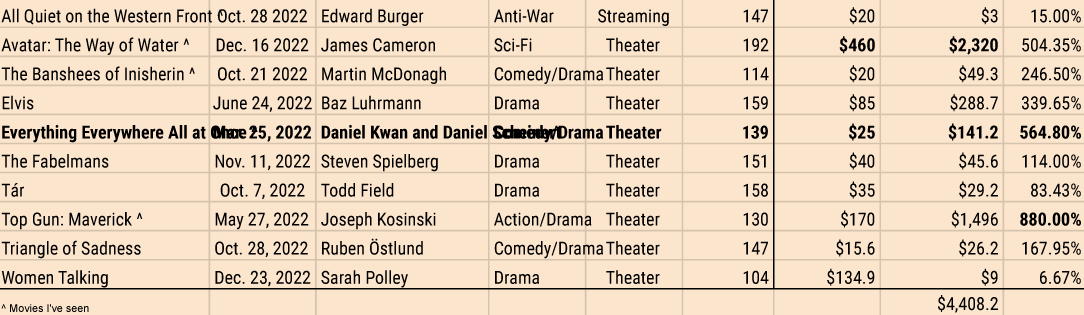 All Quiet on the Western Front ^ Oct. 28 2022 Edward Burger Anti-War Streaming 147 $20 $3 15.00%
Avatar: The Way of Water ^ Dec. 16 2022 James Cameron Sci-Fi Theater 192 $460 $2,320 504.35%
The Banshees of Inisherin ^ Oct. 21 2022 Martin McDonagh Comedy/Drama Theater 114 $20 $49.3 246.50%
Elvis June 24, 2022 Baz Luhrmann Drama Theater 159 $85 $288.7 339.65%
Everything Everywhere All at Once ^ Mar 25, 2022 Daniel Kwan and Daniel Comedy/Drama Theater 139 $25 $141.2 564.80%
The Fabelmans Nov. 11, 2022 Steven Spielberg Drama Theater 151 $40 $45.6 114.00%
Tár Oct. 7, 2022 Todd Field Drama Theater 158 $35 $29.2 83.43%
Top Gun: Maverick ^ May 27, 2022 Joseph Kosinski Action/Drama Theater 130 $170 $1,496 880.00%
Triangle of Sadness Oct. 28, 2022 Ruben Östlund Comedy/Drama Theater 147 $15.6 $26.2 167.95%
Women Talking Dec. 23, 2022 Sarah Polley Drama Theater 104 $134.9 $9 6.67%
^ Movies I've seen $4,408.2